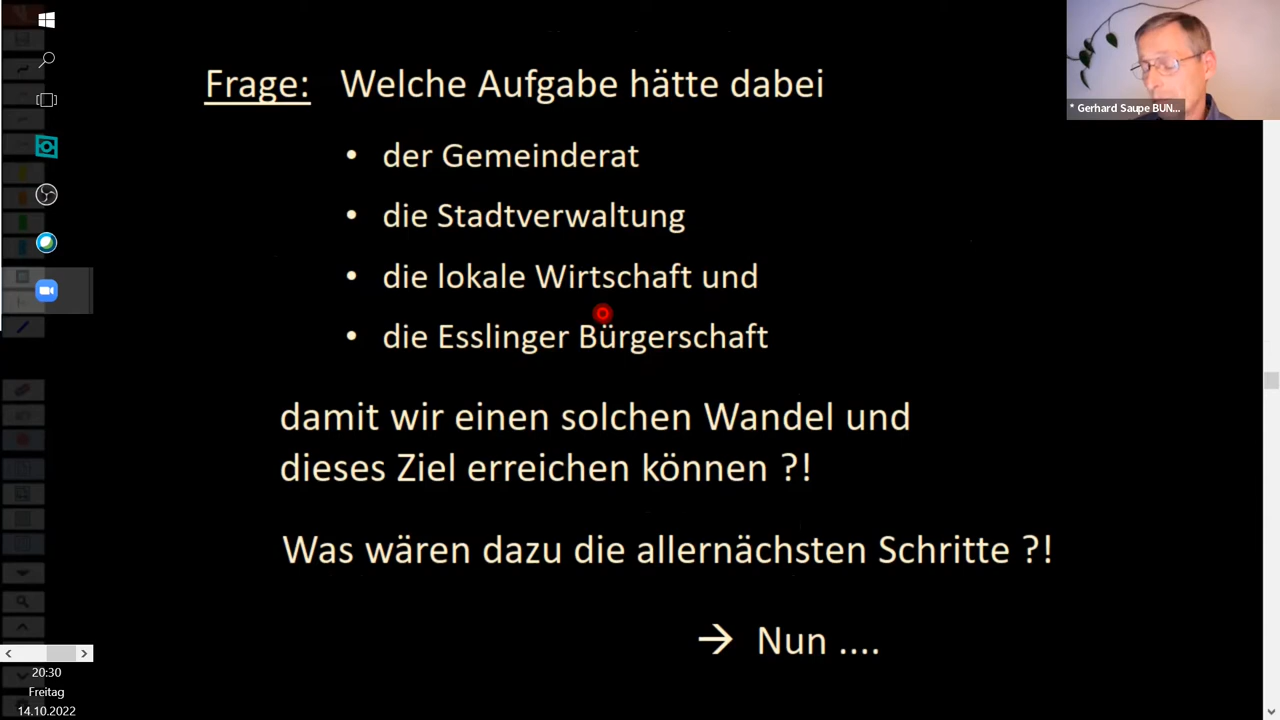 Frage: Welche Aufgabe hätte dabei
• der Gemeinderat
• die Stadtverwaltung
• die lokale Wirtschaft und
• die Esslinger Bürgerschaft
damit wir einen solchen Wandel und
dieses Ziel erreichen können ?!
Was wären dazu die allernächsten Schritte ?!
→ Nun ....
* Gerhard Saupe BUN...
20:30
Freitag
14.10.2022